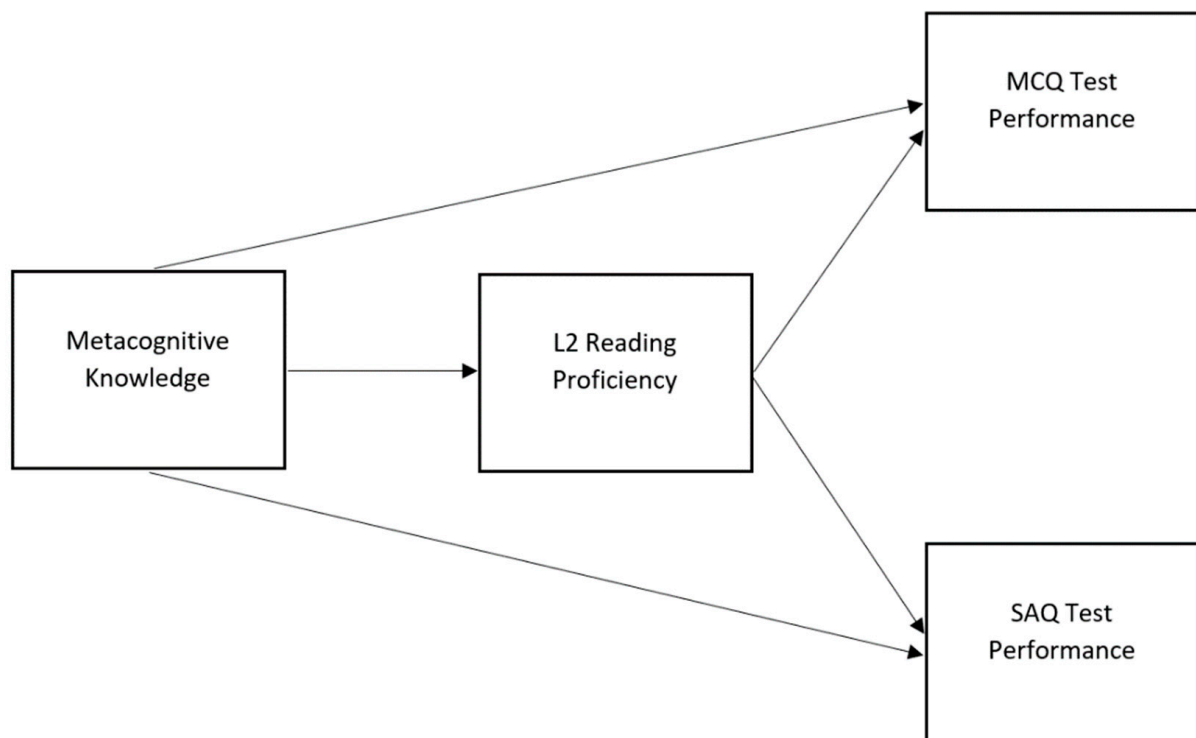 MCQ Test
Performance
Metacognitive
Knowledge
L2 Reading
Proficiency
SAQ Test
Performance